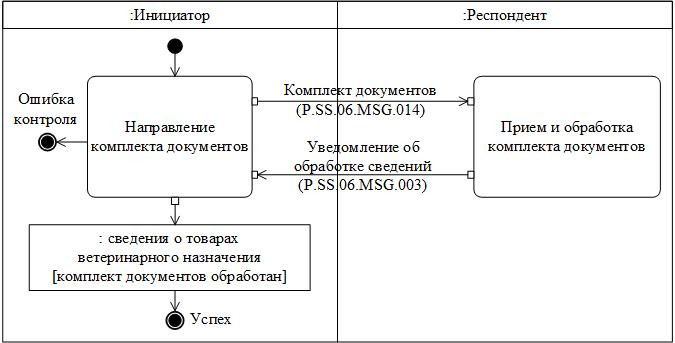 :Инициатор
:Респондент
Ошибка
контроля
Направление
комплекта документов
Комплект документов
(P.SS.06.MSG.014)
Уведомление об
обработке сведений
(P.SS.06.MSG.003)
Прием и обработка
комплекта документов
: сведения о товарах
ветеринарного назначения
[комплект документов обработан]
Успех